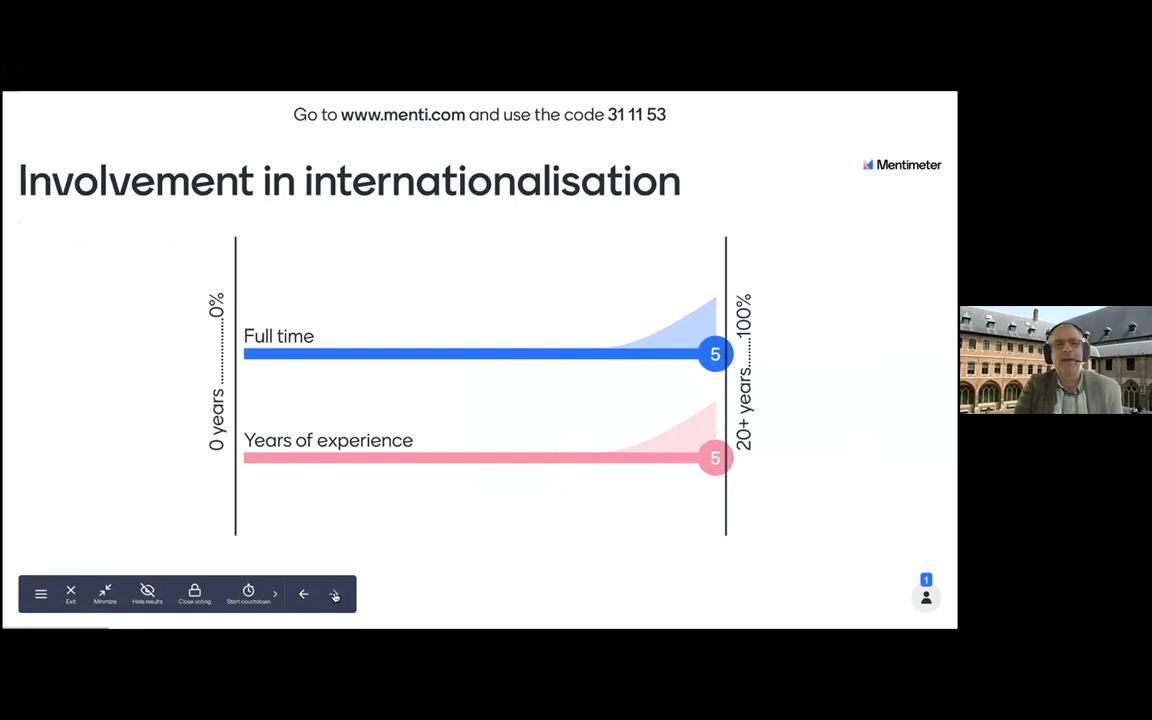 Go to www.menti.com and use the code 31 11 53
Involvement in internationalisation
Mentimeter
0 years ................0%
Full time
5
Years of experience
5
20+ years.......100%
Exit
Minimize
Hide results
Close voting
Start countdown
1